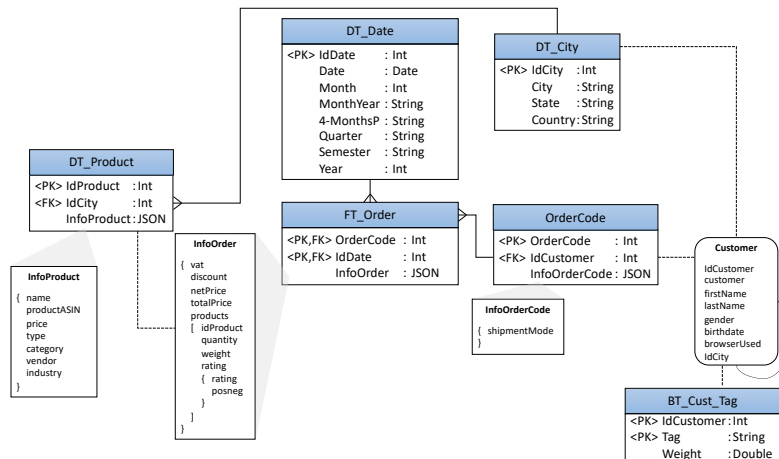 DT_Date
<PK> IdDate : Int
Date : Date
Month : Int
MonthYear : String
4-MonthsP : String
Quarter : String
Semester : String
Year : Int
DT_City
<PK> IdCity : Int
City : String
State : String
Country : String
DT_Product
<PK> IdProduct : Int
<FK> IdCity : Int
InfoProduct : JSON
FT_Order
<PK,FK> OrderCode : Int
<PK,FK> IdDate : Int
InfoOrder : JSON
OrderCode
<PK> OrderCode : Int
<FK> IdCustomer : Int
InfoOrderCode : JSON
InfoProduct
{ name
productASIN
price
type
category
vendor
industry
}
InfoOrder
{ vat
discount
netPrice
totalPrice
products
[ idProduct
quantity
weight
rating
{ rating
posneg
}
]
}
InfoOrderCode
{ shipmentMode
}
Customer
IdCustomer
customer
firstName
lastName
gender
birthdate
browserUsed
IdCity
BT_Cust_Tag
<PK> IdCustomer : Int
<PK> Tag : String
Weight : Double